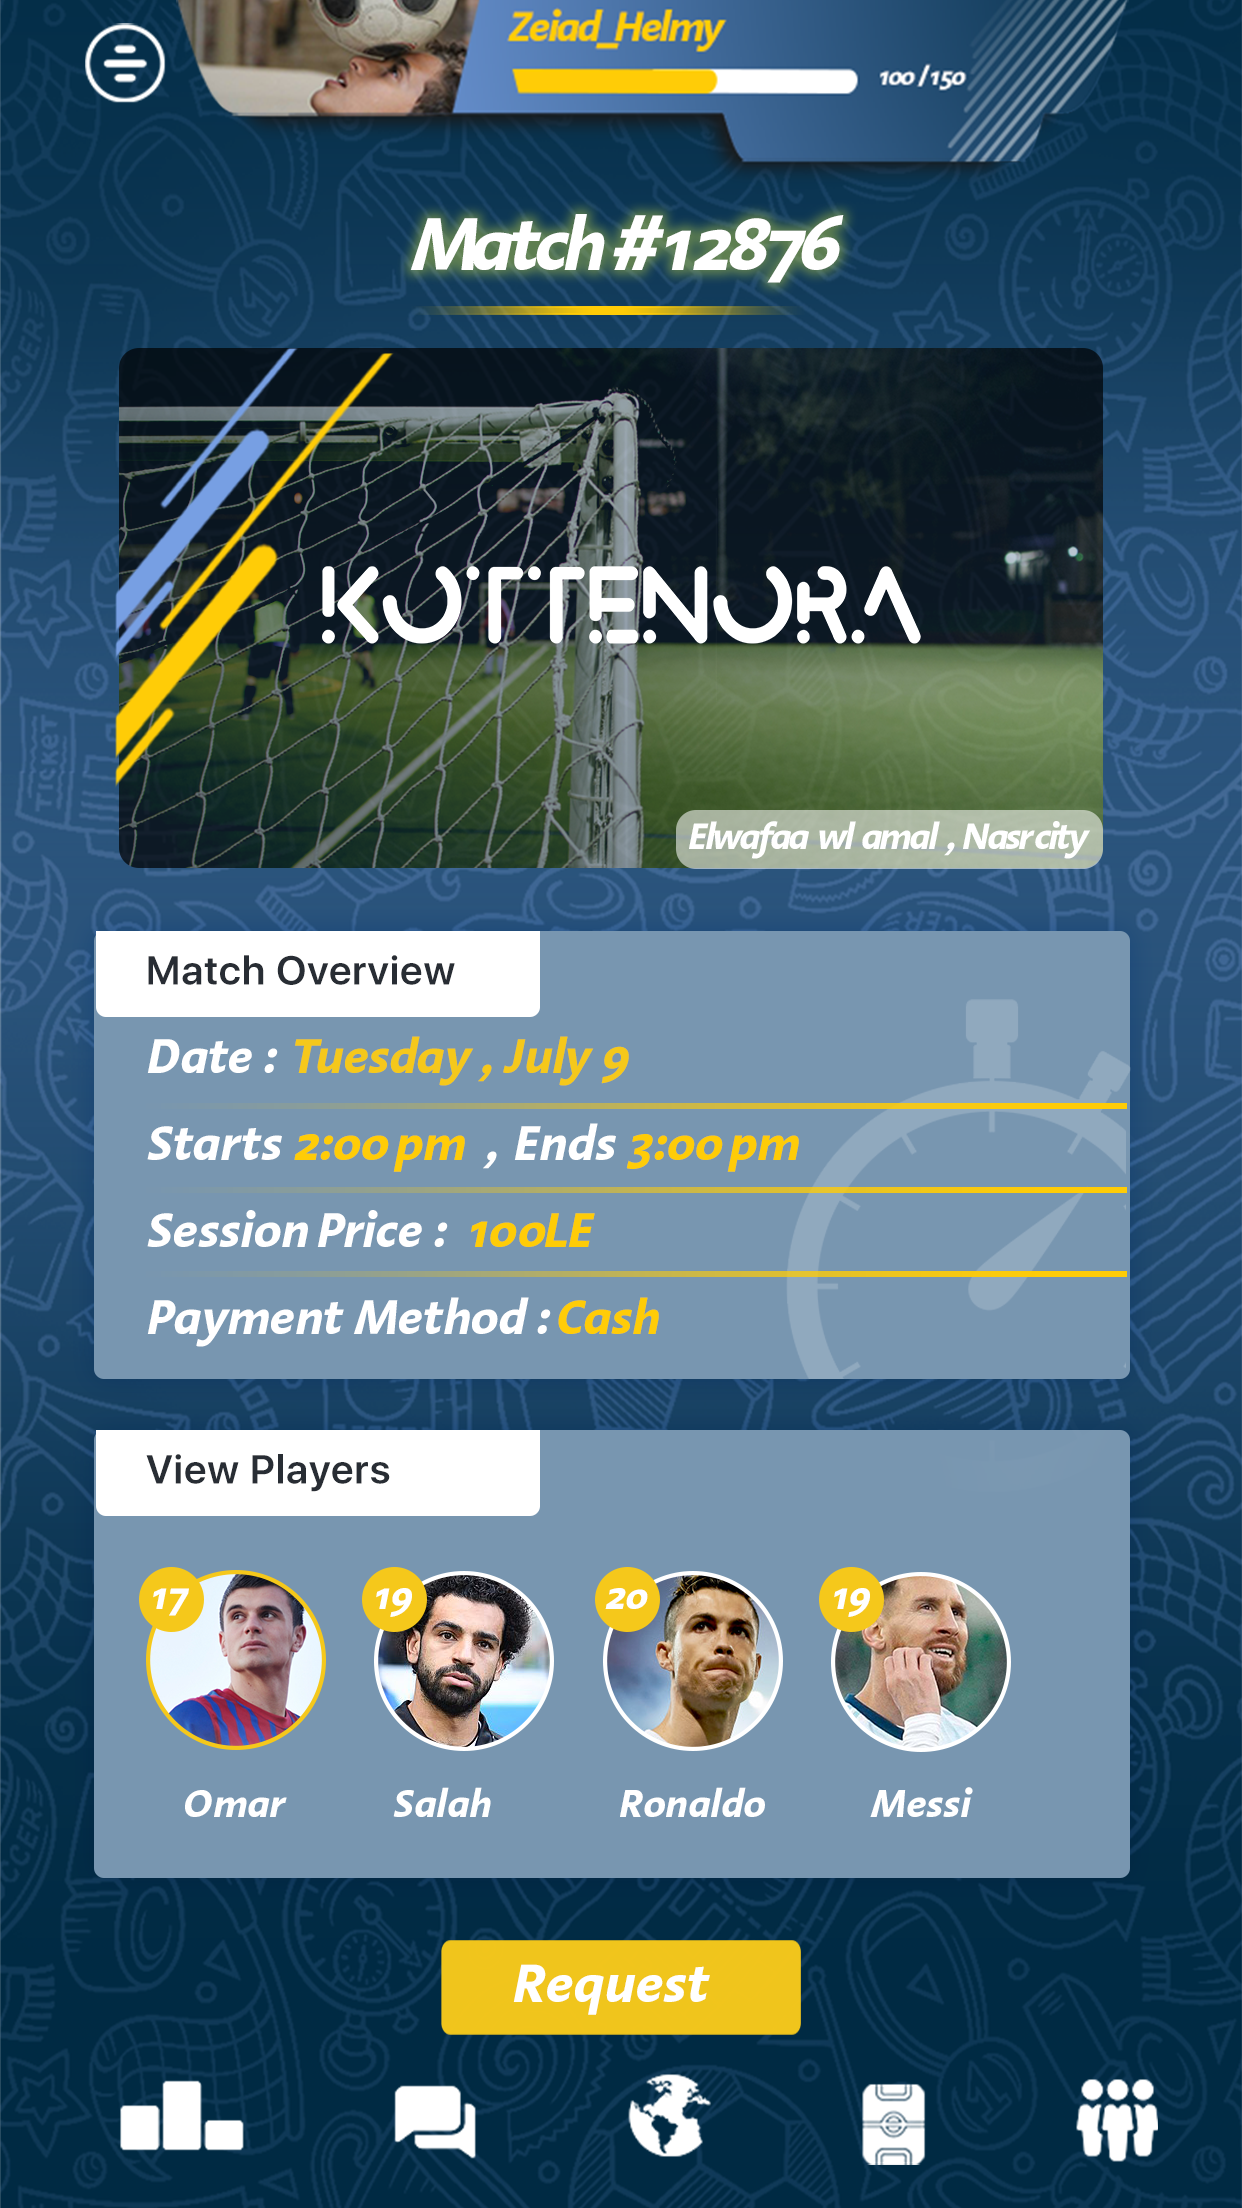 Zeiad_Helmy
100 / 150
Match #12876
KOTTENORA
Elwafaa wl amal , Nasrcity
Match Overview
Date : Tuesday , July 9
Starts 2:00 pm , Ends 3:00 pm
Session Price : 100LE
Payment Method : Cash
View Players
17 19 20 19
Omar Salah Ronaldo Messi
Request
TICKET
SOCCER